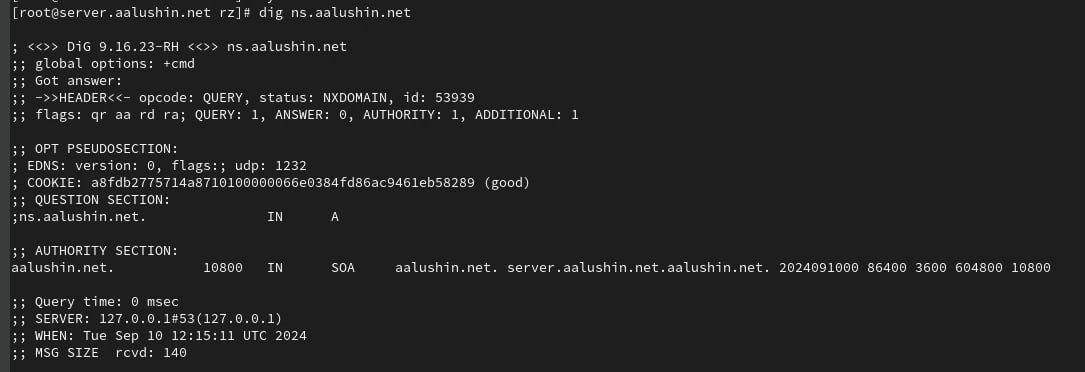 [root@server.aalushin.net rz]# dig ns.aalushin.net
; <<>> DiG 9.16.23-RH <<>> ns.aalushin.net
;; global options: +cmd
;; Got answer:
;; ->>HEADER<<- opcode: QUERY, status: NXDOMAIN, id: 53939
;; flags: qr aa rd ra; QUERY: 1, ANSWER: 0, AUTHORITY: 1, ADDITIONAL: 1
;; OPT PSEUDOSECTION:
; EDNS: version: 0, flags:; udp: 1232
; COOKIE: a8fdb2775714a8710100000066e0384fd86ac9461eb58289 (good)
;; QUESTION SECTION:
;ns.aalushin.net. IN A
;; AUTHORITY SECTION:
aalushin.net. 10800 IN SOA aalushin.net. server.aalushin.net.aalushin.net. 2024091000 86400 3600 604800 10800
;; Query time: 0 msec
;; SERVER: 127.0.0.1#53(127.0.0.1)
;; WHEN: Tue Sep 10 12:15:11 UTC 2024
;; MSG SIZE rcvd: 140